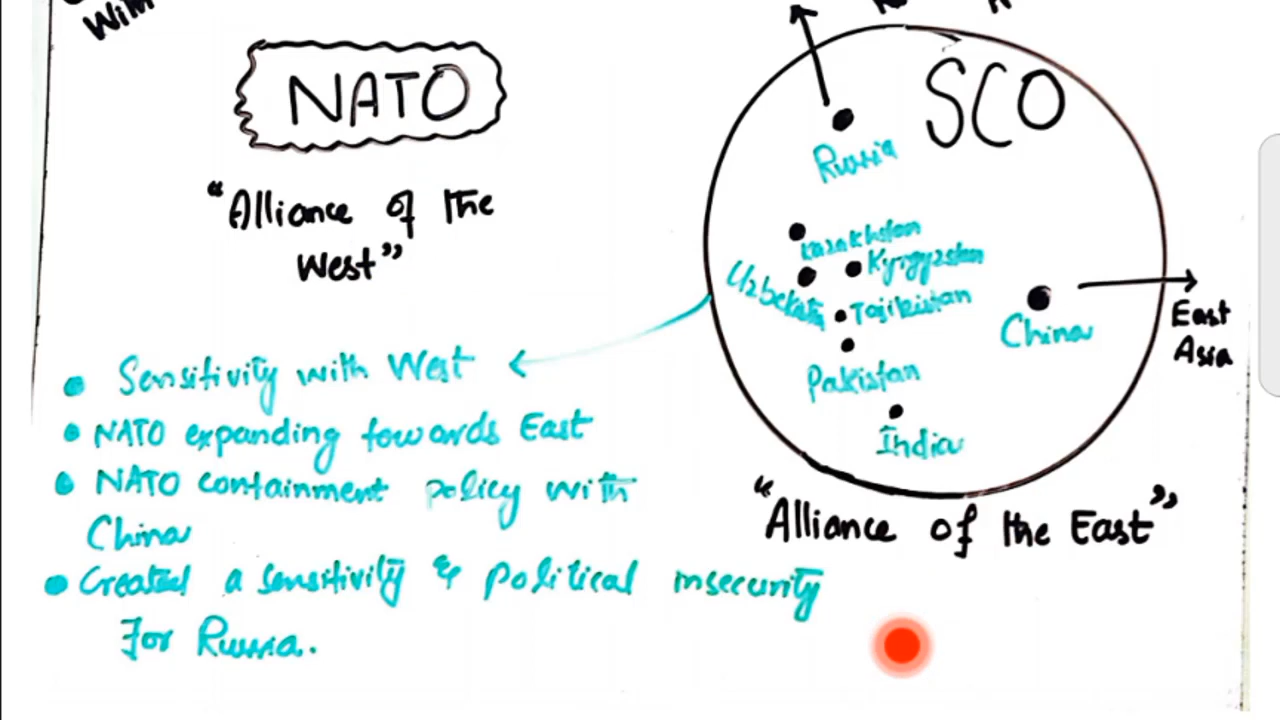 With
NATO
"Alliance of the
West"
SCO
Russia
Kazakhstan
Kyrgyzstan
Uzbekistan
Tajikistan
China
East
Asia
Pakistan
India
"Alliance of the East"
• Sensitivity with West
• NATO expanding towards East
• NATO containment policy with
China
• Created a sensitivity & political insecurity
for Russia.